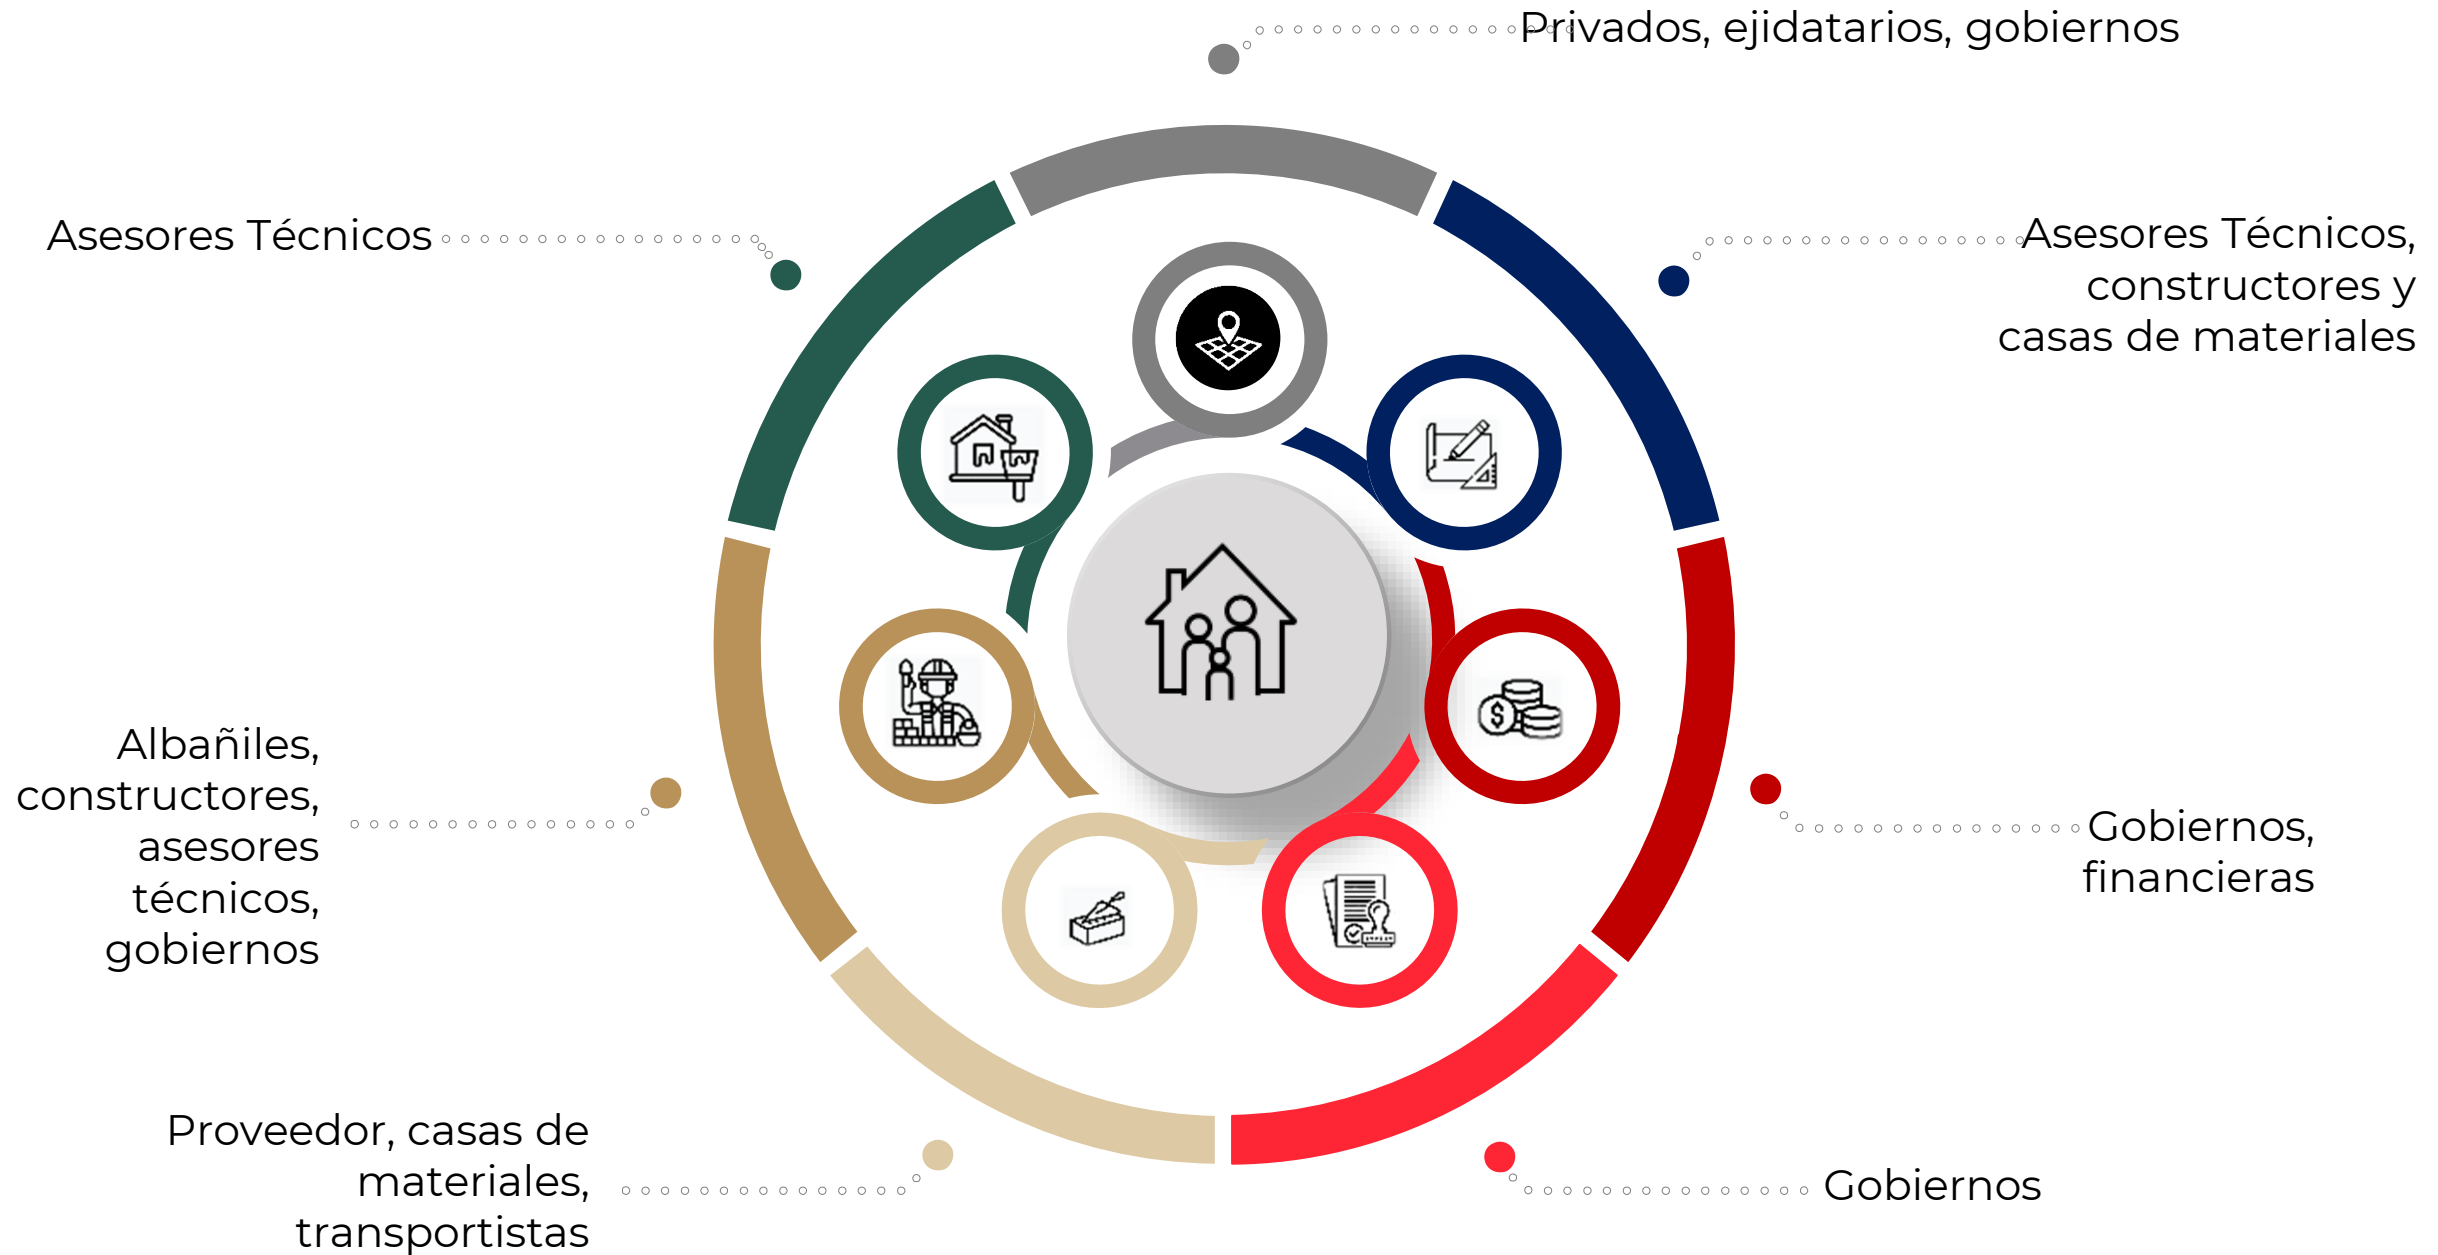 Privados, ejidatarios, gobiernos
Asesores Técnicos
Asesores Técnicos,
constructores y
casas de materiales
Albañiles,
constructores,
asesores
técnicos,
gobiernos
Gobiernos,
financieras
Proveedor, casas de
materiales,
transportistas
Gobiernos